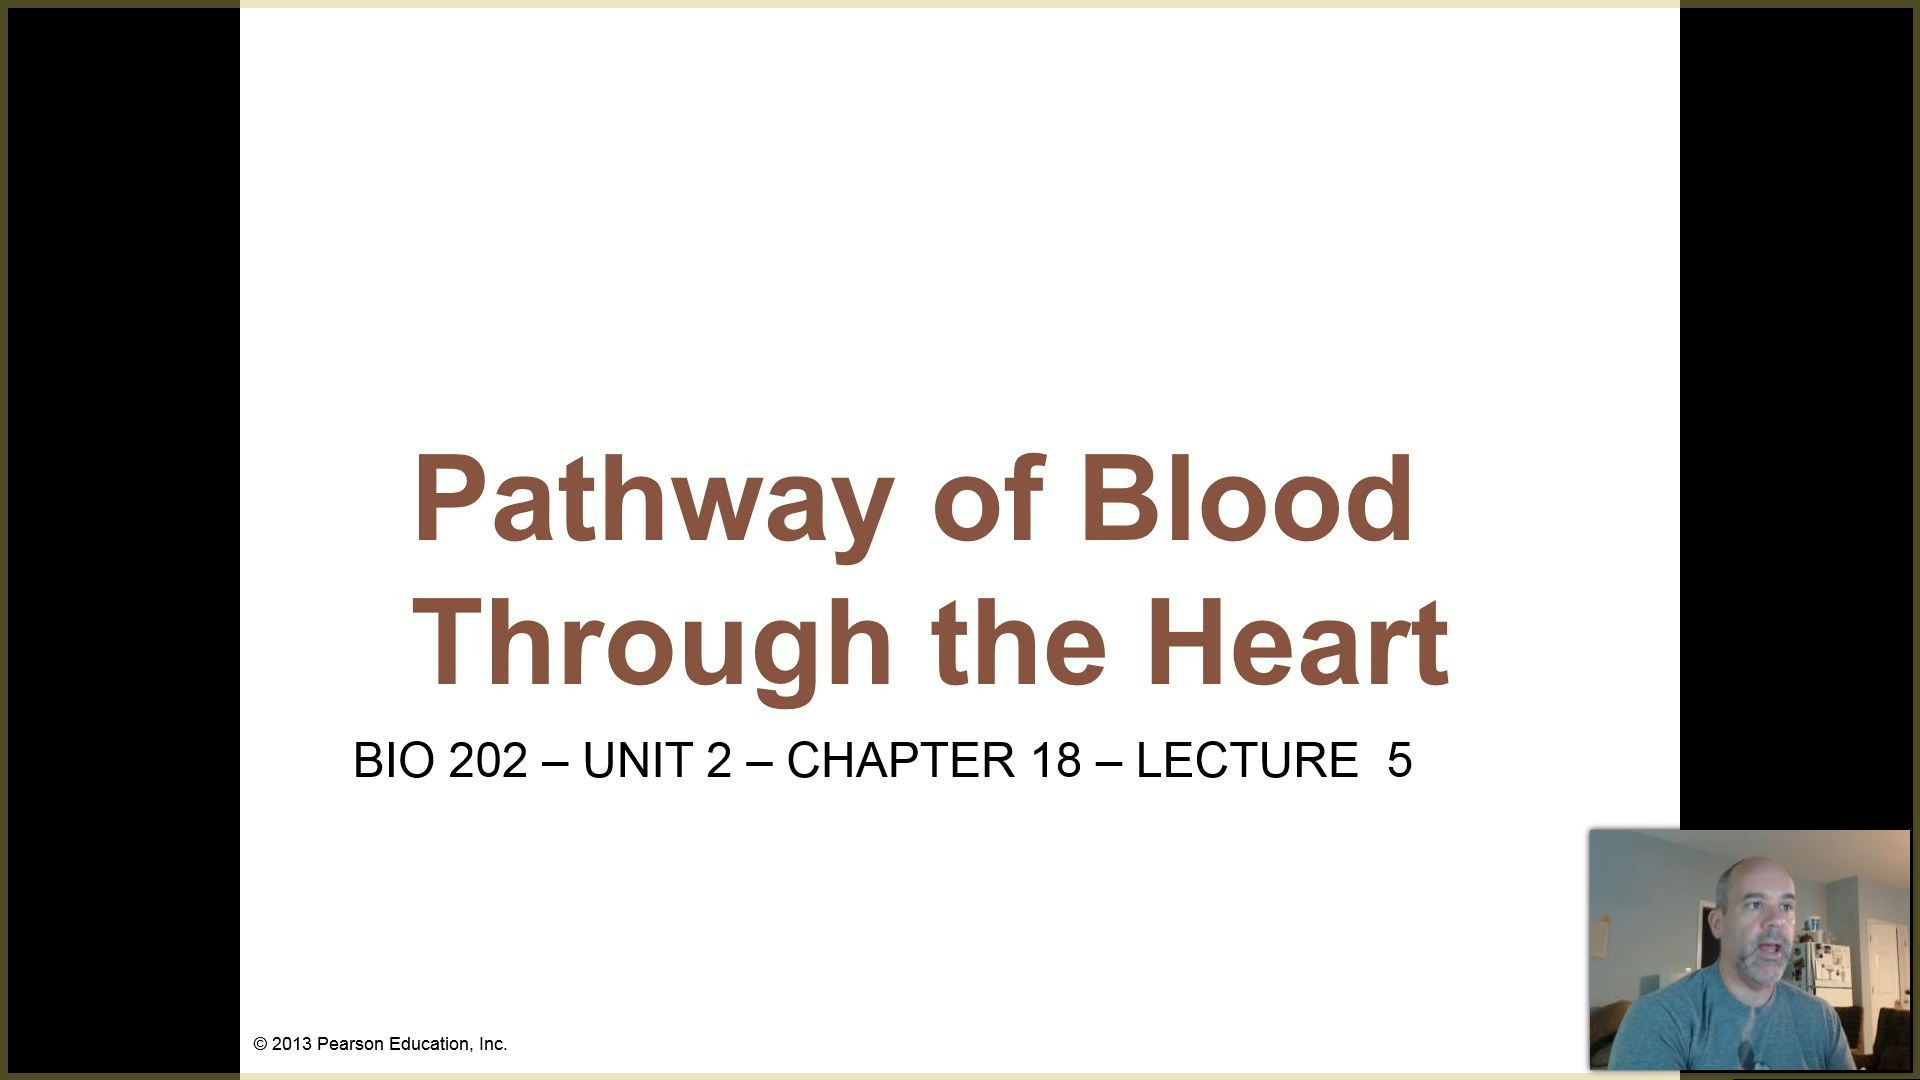 Pathway of Blood
Through the Heart
BIO 202 – UNIT 2 – CHAPTER 18 – LECTURE  5
© 2013 Pearson Education, Inc.